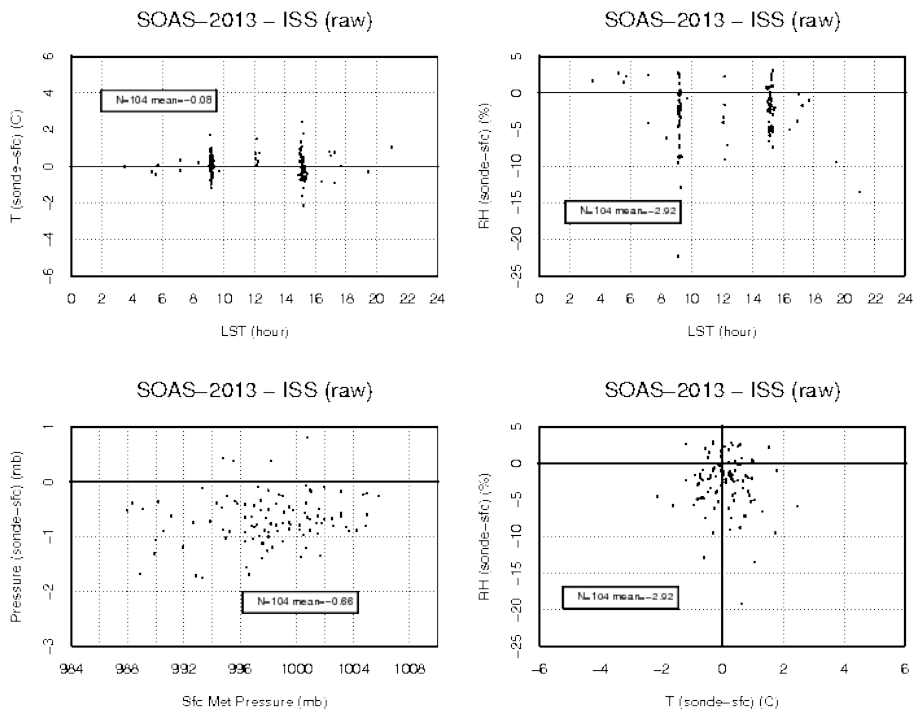 SOAS–2013 – ISS (raw)
6
4
2
0
−2
−4
−6
T (sonde–sfc) (C)
N=104 mean=−0.08
0 2 4 6 8 10 12 14 16 18 20 22 24
LST (hour)
SOAS–2013 – ISS (raw)
5
0
−5
−10
−15
−20
−25
RH (sonde–sfc) (%)
N=104 mean=−2.92
0 2 4 6 8 10 12 14 16 18 20 22 24
LST (hour)
SOAS–2013 – ISS (raw)
1
0
−1
−2
−3
Pressure (sonde–sfc) (mb)
N=104 mean=−0.66
984 988 992 996 1000 1004 1008
Sfc Met Pressure (mb)
SOAS–2013 – ISS (raw)
5
0
−5
−10
−15
−20
−25
RH (sonde–sfc) (%)
N=104 mean=−2.92
−6 −4 −2 0 2 4 6
T (sonde–sfc) (C)